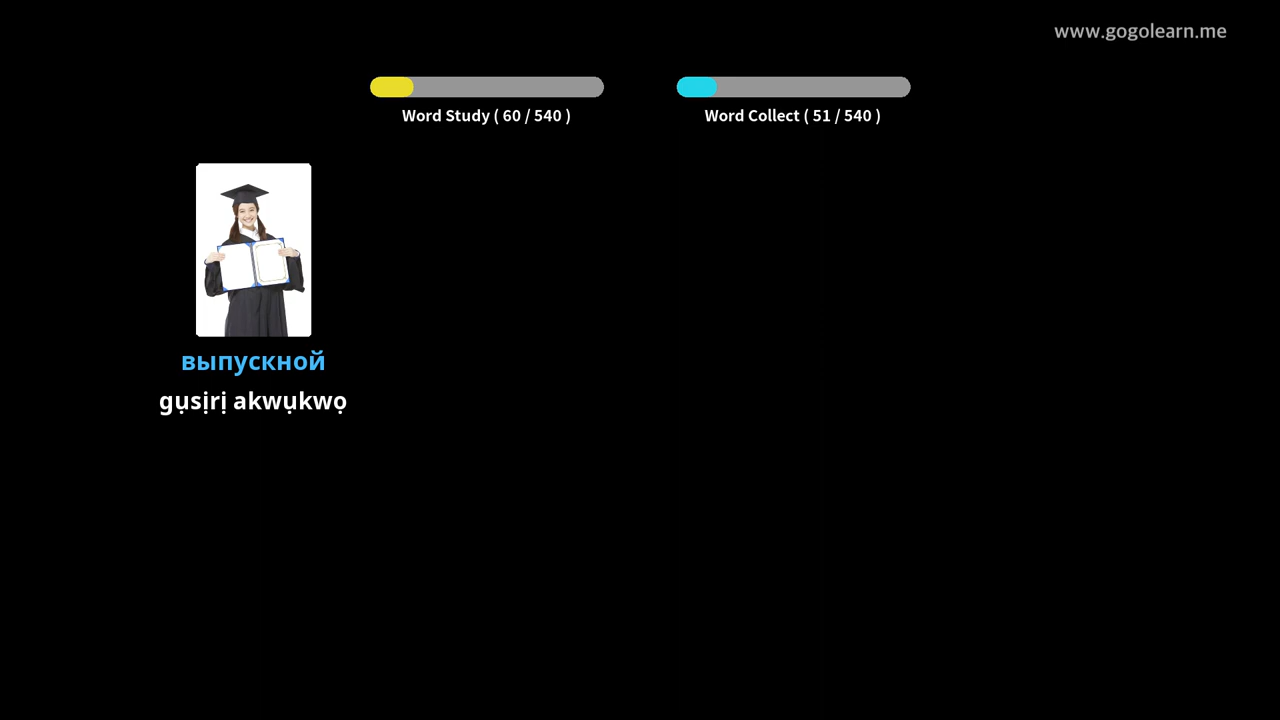 www.gogolearn.me
Word Study ( 60 / 540 )
Word Collect ( 51 / 540 )
выпускной
gụsịrị akwụkwọ